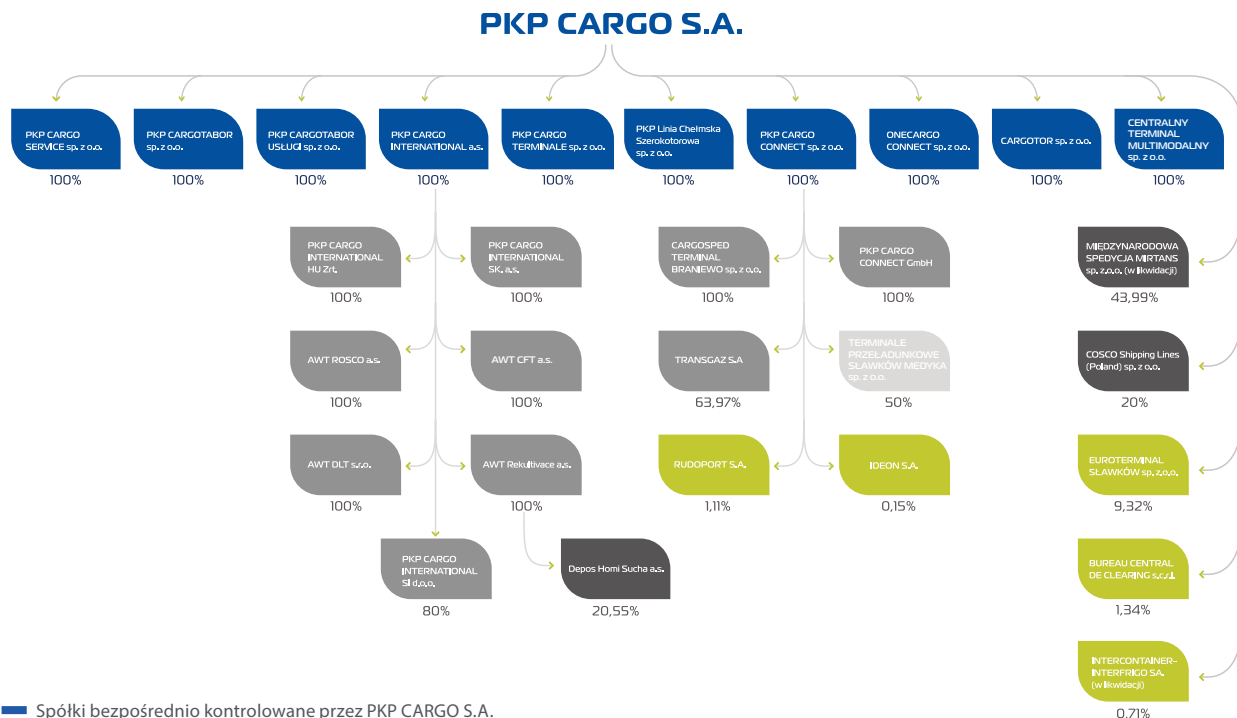 PKP CARGO S.A.
PKP CARGO
SERVICE sp. z o.o.
100%
PKP CARGOTABOR
sp. z o.o.
100%
PKP CARGOTABOR
USŁUGI sp. z o.o.
100%
PKP CARGO
INTERNATIONAL a.s.
100%
PKP CARGO
TERMINALE sp. z o.o.
100%
PKP Linia Chełmska
Szerokotorowa
sp. z o.o.
100%
PKP CARGO
CONNECT sp. z o.o.
100%
ONECARGO
CONNECT sp. z o.o.
100%
CARGOTOR sp. z o.o.
100%
CENTRALNY
TERMINAL
MULTIMODALNY
sp. z o.o.
100%
PKP CARGO
INTERNATIONAL
HU Zrt.
100%
PKP CARGO
INTERNATIONAL
SK. a.s.
100%
CARGOSPED
TERMINAL
BRANIEWO sp. z o.o.
100%
PKP CARGO
CONNECT GmbH
100%
MIĘDZYNARODOWA
SPEDYCJA MIRTANS
sp. z.o.o. (w likwidacji)
43,99%
AWT ROSCO a.s.
100%
AWT CFT a.s.
100%
TRANSGAZ S.A
63,97%
TERMINALE
PRZEŁADUNKOWE
SŁAWKÓW MEDYKA
sp. z o.o.
50%
COSCO Shipping Lines
(Poland) sp. z o.o.
20%
AWT DLT s.r.o.
100%
AWT Rekultivace a.s.
100%
RUDOPORT S.A.
1,11%
IDEON S.A.
0,15%
EUROTERMINAL
SŁAWKÓW sp. z.o.o.
9,32%
PKP CARGO
INTERNATIONAL
SI d.o.o.
80%
Depos Horni Sucha a.s.
20,55%
BUREAU CENTRAL
DE CLEARING s.c.r.l.
1,34%
INTERCONTAINER–
INTERFRIGO SA.
(w likwidacji)
0,71%
Spółki bezpośrednio kontrolowane przez PKP CARGO S.A.